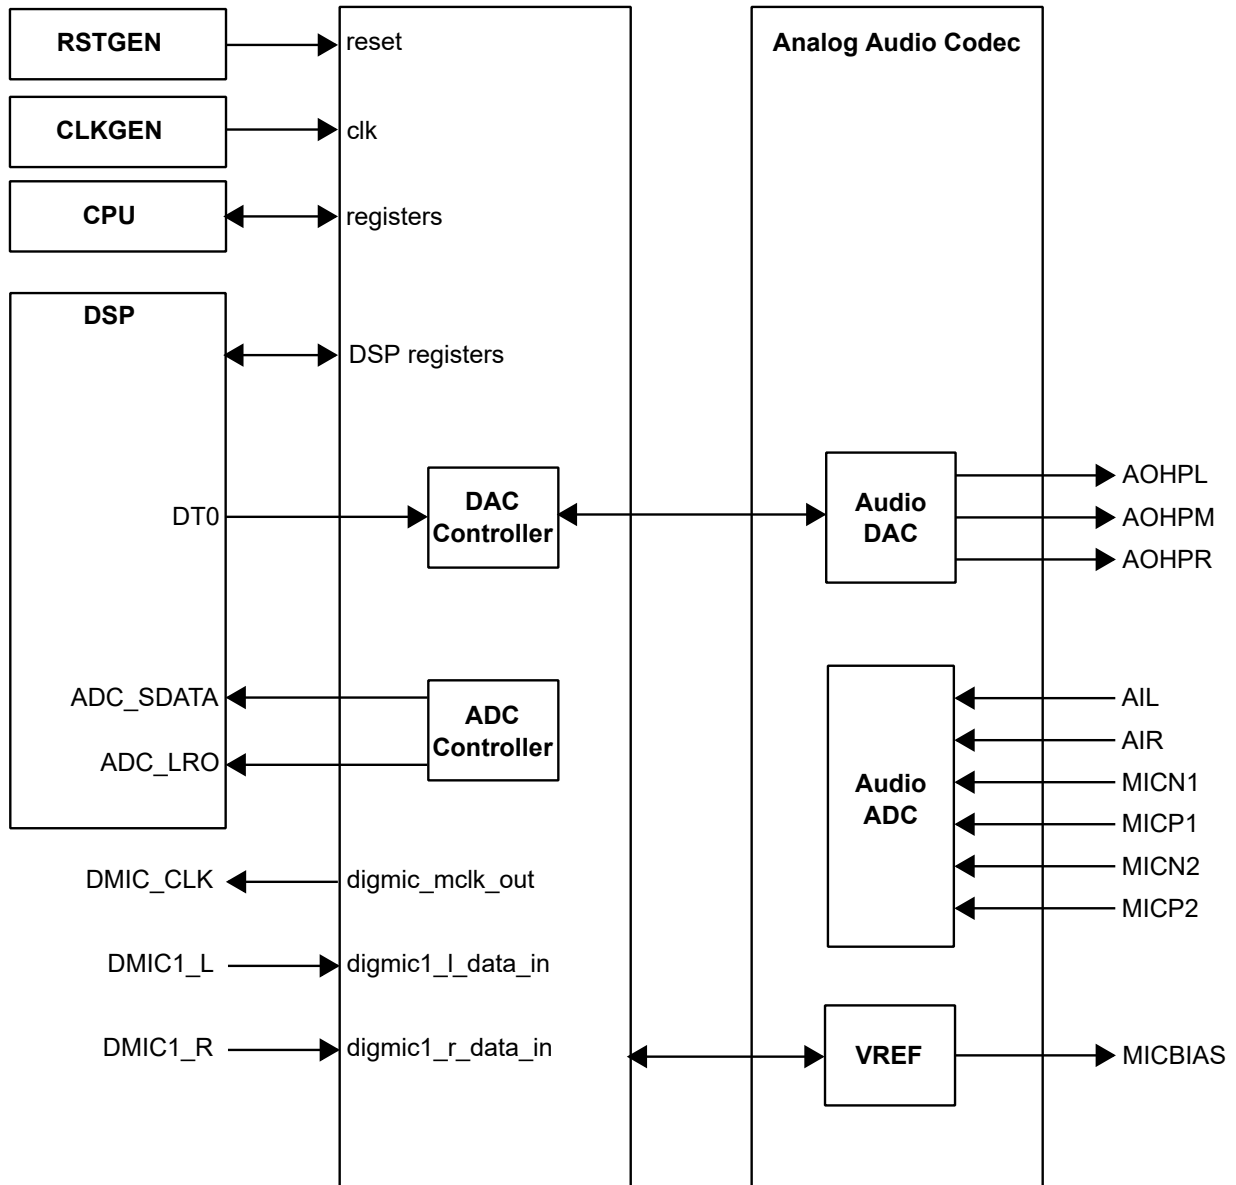 RSTGEN
reset
Analog Audio Codec
CLKGEN
clk
CPU
registers
DSP
DSP registers
DT0
DAC
Controller
Audio
DAC
AOHPL
AOHPM
AOHPR
ADC_SDATA
ADC_LRO
ADC
Controller
Audio
ADC
AIL
AIR
MICN1
MICP1
MICN2
MICP2
DMIC_CLK
digmic_mclk_out
DMIC1_L
digmic1_l_data_in
DMIC1_R
digmic1_r_data_in
VREF
MICBIAS